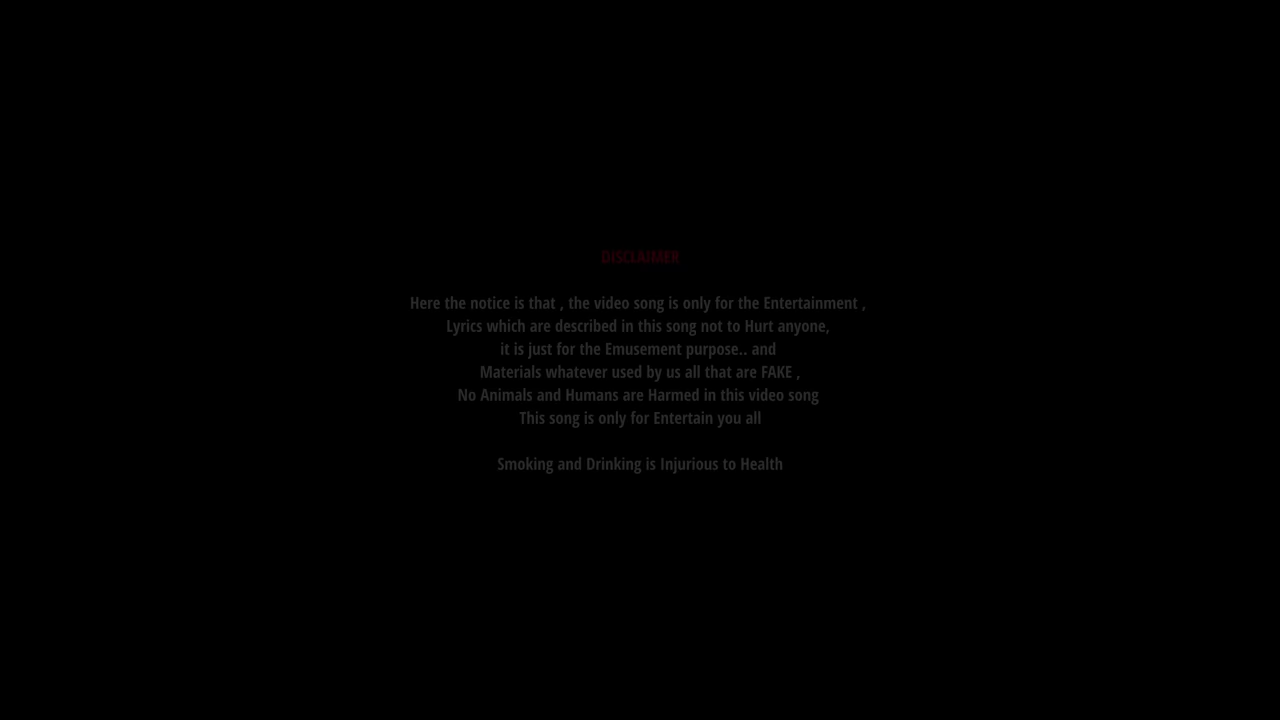 DISCLAIMER
Here the notice is that , the video song is only for the Entertainment ,
Lyrics which are described in this song not to Hurt anyone,
it is just for the Emusement purpose.. and
Materials whatever used by us all that are FAKE ,
No Animals and Humans are Harmed in this video song
This song is only for Entertain you all
Smoking and Drinking is Injurious to Health